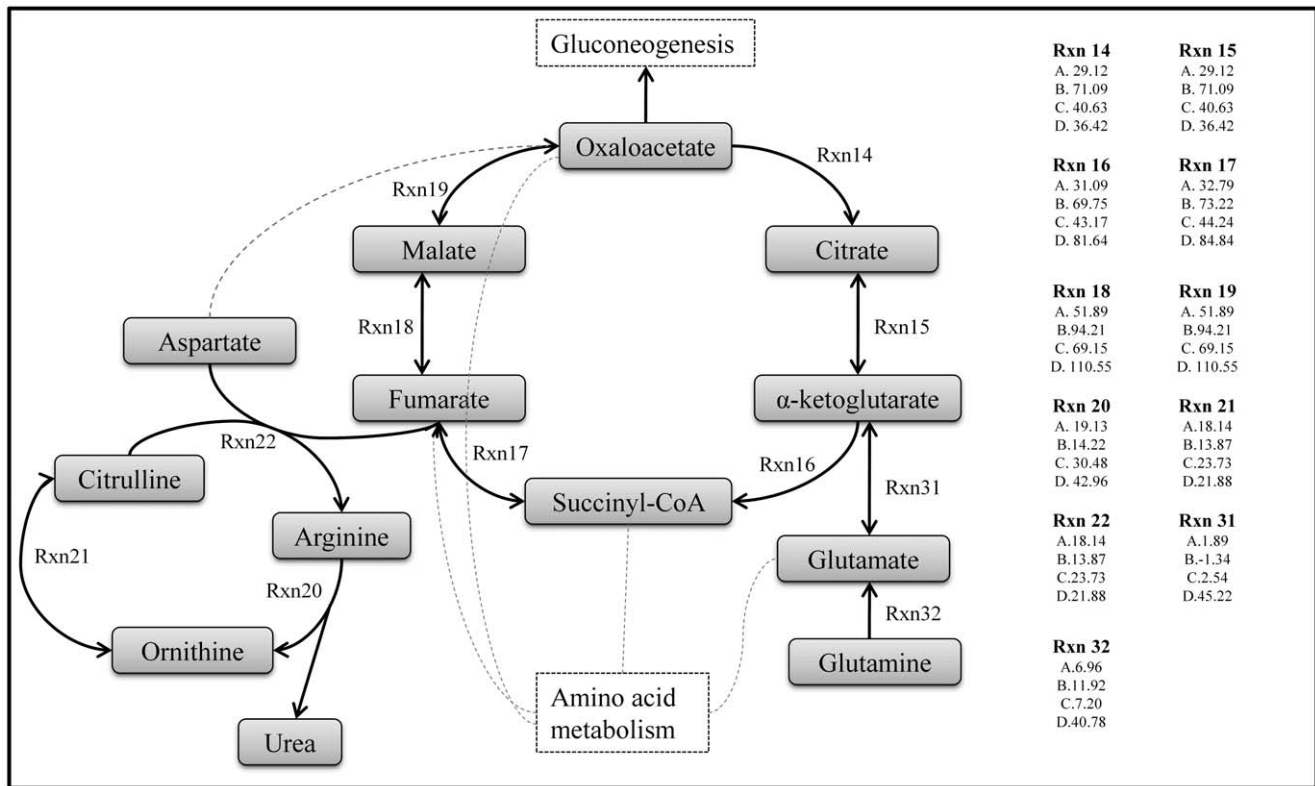 Gluconeogenesis
Oxaloacetate
Rxn14
Rxn19
Malate
Citrate
Rxn18
Rxn15
Aspartate
Fumarate
α-ketoglutarate
Rxn22
Rxn17
Rxn16
Citrulline
Succinyl-CoA
Rxn31
Arginine
Rxn21
Glutamate
Rxn20
Rxn32
Ornithine
Glutamine
Amino acid
metabolism
Urea
Rxn 14
A. 29.12
B. 71.09
C. 40.63
D. 36.42
Rxn 15
A. 29.12
B. 71.09
C. 40.63
D. 36.42
Rxn 16
A. 31.09
B. 69.75
C. 43.17
D. 81.64
Rxn 17
A. 32.79
B. 73.22
C. 44.24
D. 84.84
Rxn 18
A. 51.89
B.94.21
C. 69.15
D. 110.55
Rxn 19
A. 51.89
B.94.21
C. 69.15
D. 110.55
Rxn 20
A. 19.13
B.14.22
C. 30.48
D. 42.96
Rxn 21
A.18.14
B.13.87
C.23.73
D.21.88
Rxn 22
A.18.14
B.13.87
C.23.73
D.21.88
Rxn 31
A.1.89
B.-1.34
C.2.54
D.45.22
Rxn 32
A.6.96
B.11.92
C.7.20
D.40.78